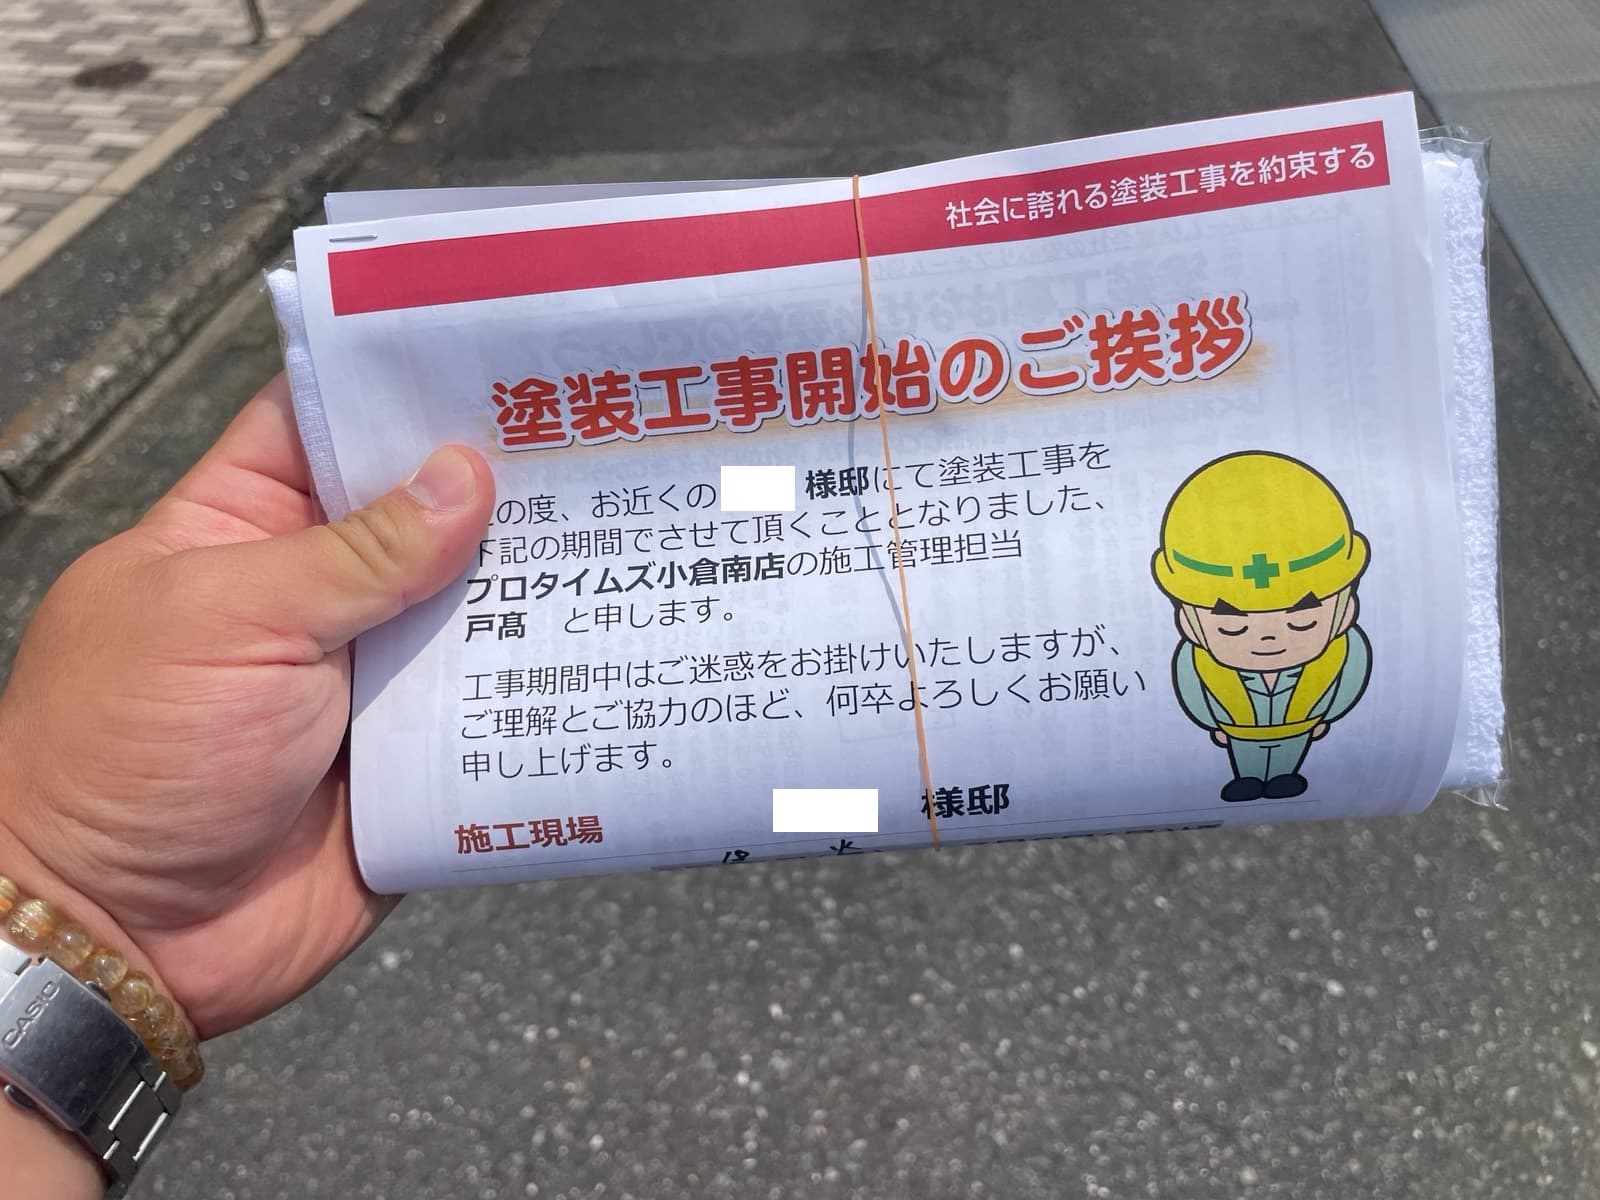 社会に誇れる塗装工事を約束する
塗装工事開始のご挨拶
の度、お近くの 様邸にて塗装工事を
下記の期間でさせて頂くこととなりました、
プロタイムズ小倉南店の施工管理担当
戸髙 と申します。
工事期間中はご迷惑をお掛けいたしますが、
ご理解とご協力のほど、何卒よろしくお願い
申し上げます。
施工現場 様邸
CASIO